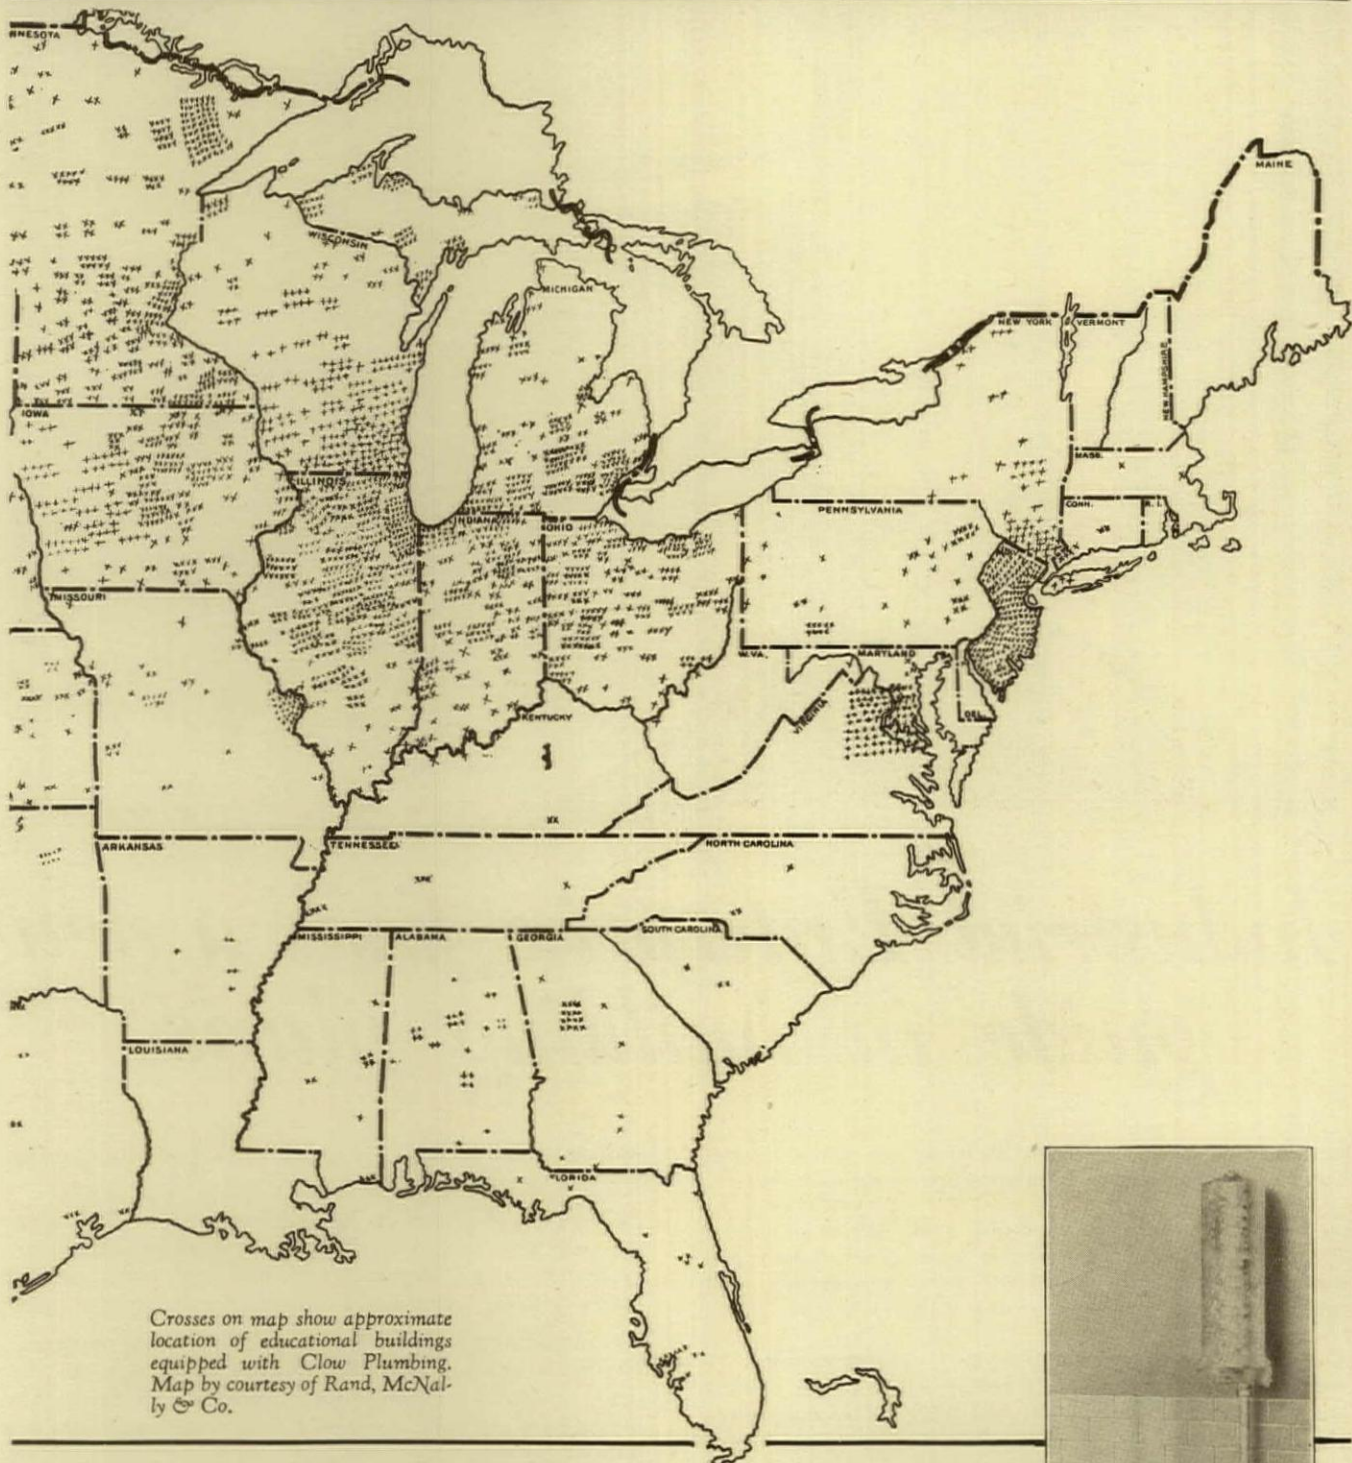 NNESOTA
MAINE
WISCONSIN
MICHIGAN
NEW YORK
VERMONT
NEW HAMPSHIRE
IOWA
MASS.
ILLINOIS
INDIANA
OHIO
PENNSYLVANIA
CONN.
R.I.
MISSOURI
W.VA.
MARYLAND
VIRGINIA
DEL.
KENTUCKY
ARKANSAS
TENNESSEE
NORTH CAROLINA
MISSISSIPPI
ALABAMA
GEORGIA
SOUTH CAROLINA
LOUISIANA
FLORIDA
Crosses on map show approximate
location of educational buildings
equipped with Clow Plumbing.
Map by courtesy of Rand, McNal-
ly & Co.